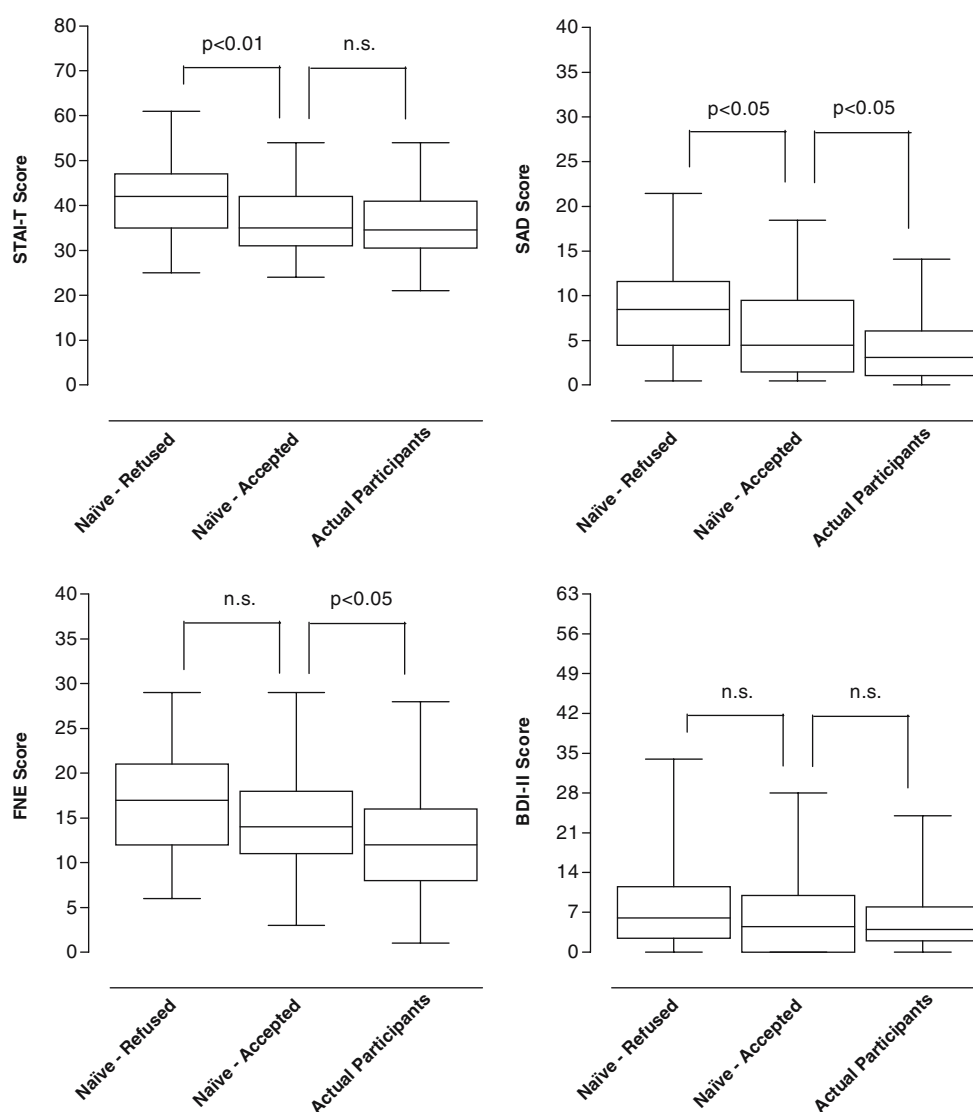 80
70
60
50
40
30
20
10
0
STAI-T Score
p<0.01
n.s.
Naïve - Refused
Naïve - Accepted
Actual Participants
40
35
30
25
20
15
10
5
0
SAD Score
p<0.05
p<0.05
Naïve - Refused
Naïve - Accepted
Actual Participants
40
35
30
25
20
15
10
5
0
FNE Score
n.s.
p<0.05
Naïve - Refused
Naïve - Accepted
Actual Participants
63
56
49
42
35
28
21
14
7
0
BDI-II Score
n.s.
n.s.
Naïve - Refused
Naïve - Accepted
Actual Participants